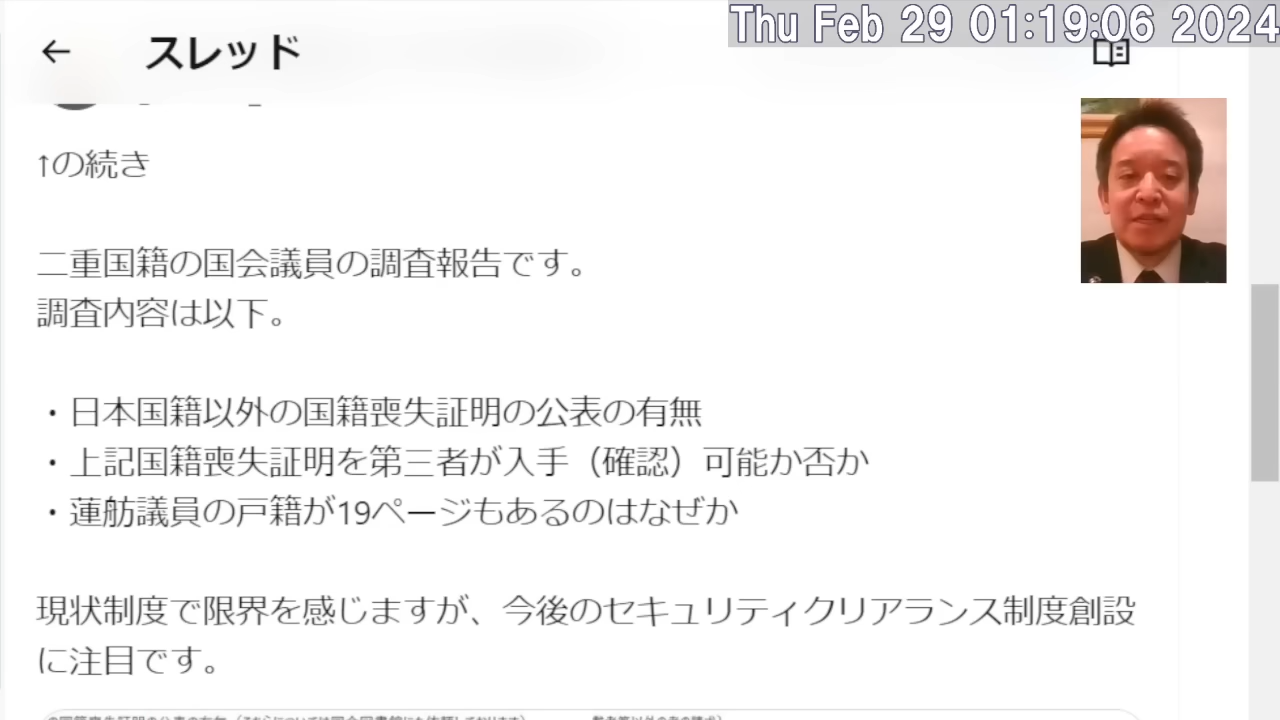 Thu Feb 29 01:19:06 2024
← スレッド
↑の続き
二重国籍の国会議員の調査報告です。
調査内容は以下。
・日本国籍以外の国籍喪失証明の公表の有無
・上記国籍喪失証明を第三者が入手（確認）可能か否か
・蓮舫議員の戸籍が19ページもあるのはなぜか
現状制度で限界を感じますが、今後のセキュリティクリアランス制度創設
に注目です。